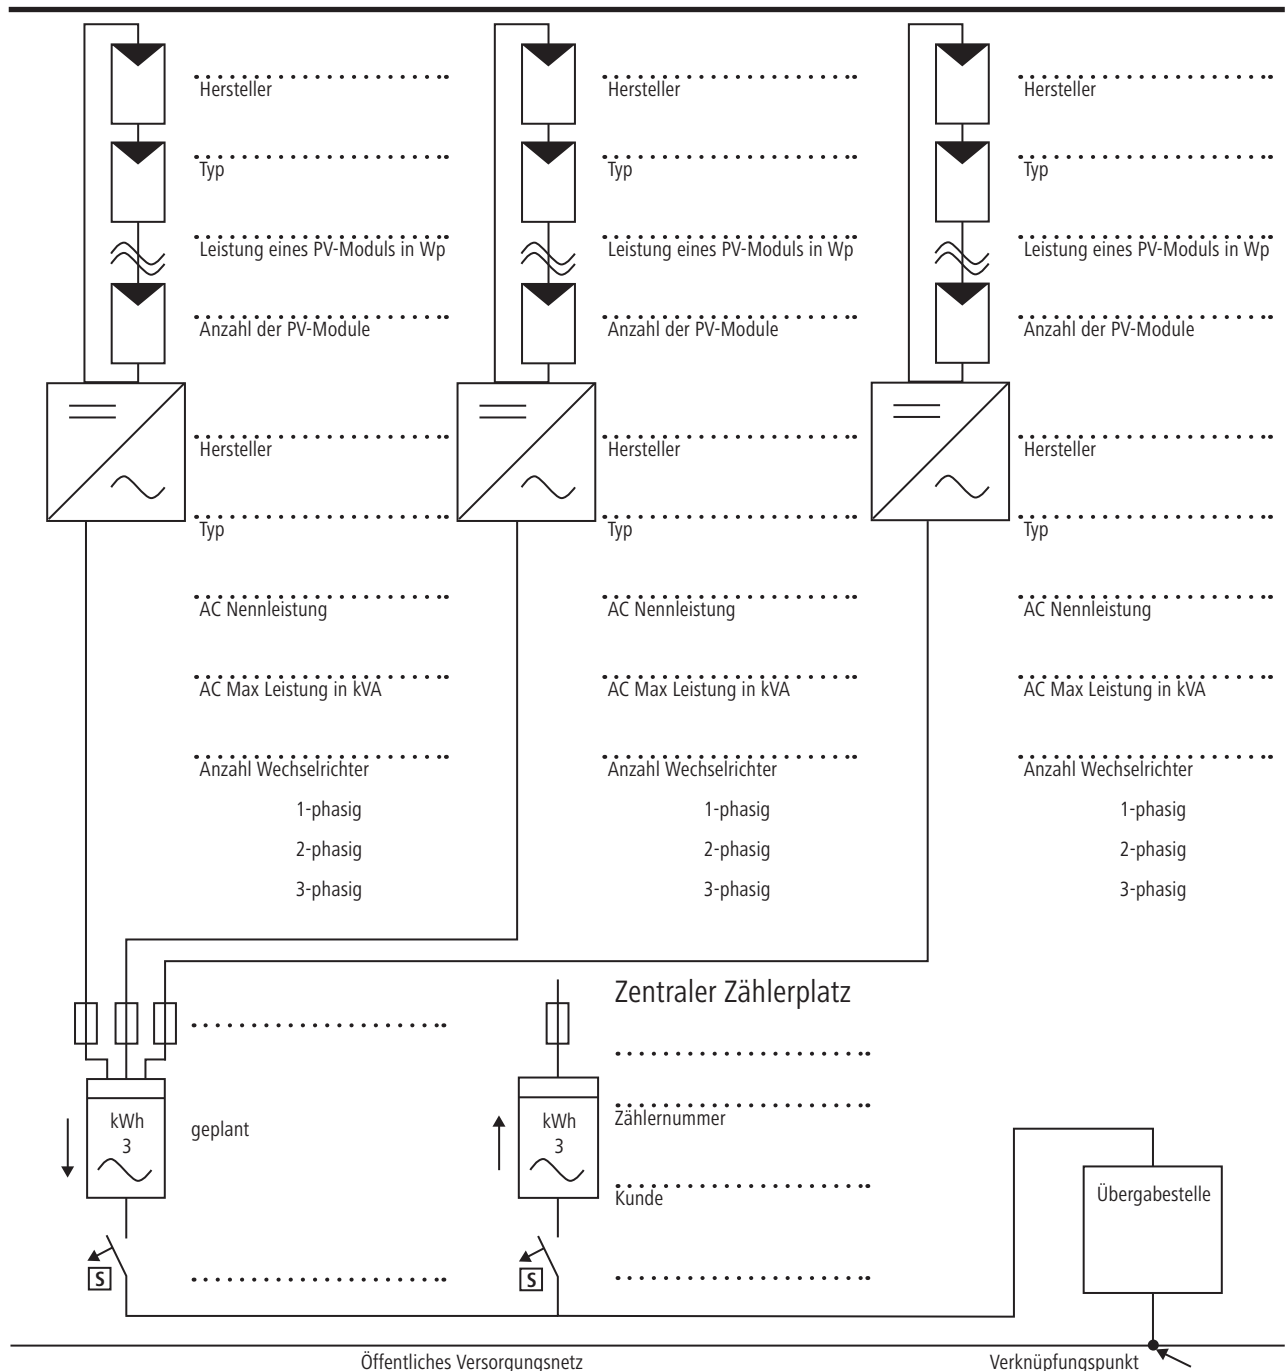 Hersteller Hersteller Hersteller
Typ Typ Typ
Leistung eines PV-Moduls in Wp Leistung eines PV-Moduls in Wp Leistung eines PV-Moduls in Wp
Anzahl der PV-Module Anzahl der PV-Module Anzahl der PV-Module
Hersteller Hersteller Hersteller
Typ Typ Typ
AC Nennleistung AC Nennleistung AC Nennleistung
AC Max Leistung in kVA AC Max Leistung in kVA AC Max Leistung in kVA
Anzahl Wechselrichter Anzahl Wechselrichter Anzahl Wechselrichter
1-phasig 1-phasig 1-phasig
2-phasig 2-phasig 2-phasig
3-phasig 3-phasig 3-phasig
Zentraler Zählerplatz
kWh
3
geplant
kWh
3
Zählernummer
Kunde
Übergabestelle
S
S
Öffentliches Versorgungsnetz
Verknüpfungspunkt